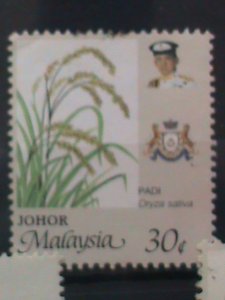 PADI
Oryza sativa
JOHOR
Malaysia 30¢